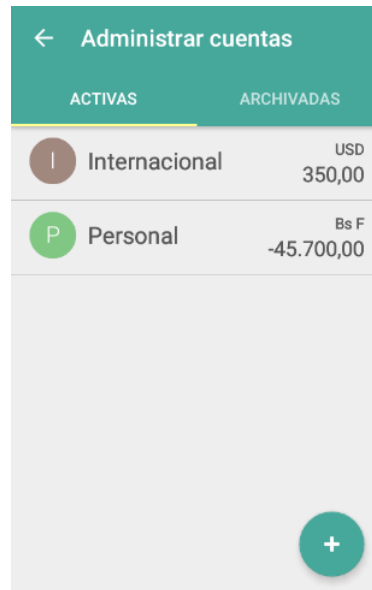 Administrar cuentas
ACTIVAS ARCHIVADAS
I Internacional USD
350,00
P Personal Bs F
-45.700,00